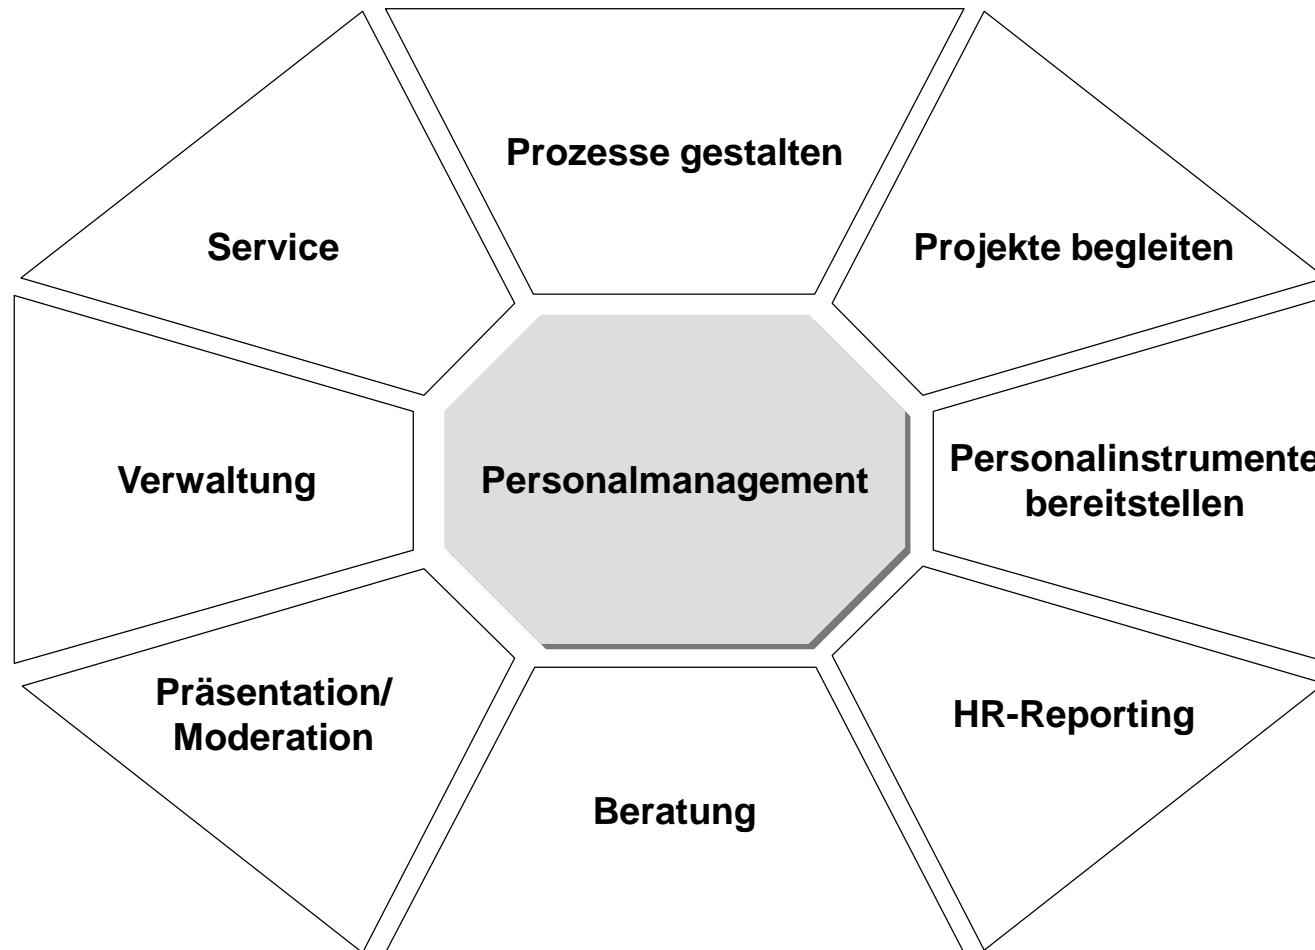 Prozesse gestalten
Service
Projekte begleiten
Verwaltung
Personalmanagement
Personalinstrumente
bereitstellen
Präsentation/
Moderation
HR-Reporting
Beratung